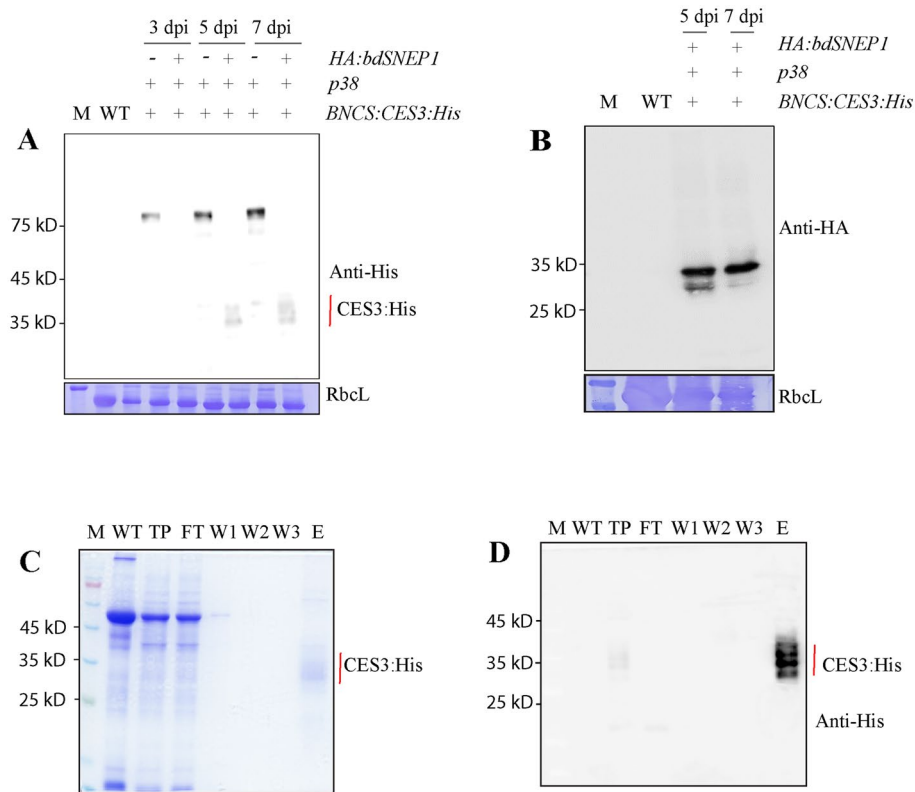 3 dpi 5 dpi 7 dpi
- + - + - + HA:bdSNEP1
+ + + + + + p38
M WT + + + + + + BNCS:CES3:His
A
75 kD
45 kD
Anti-His
35 kD
CES3:His
RbcL
5 dpi 7 dpi
+ + HA:bdSNEP1
+ + p38
M WT + + BNCS:CES3:His
B
Anti-HA
35 kD
25 kD
RbcL
M WT TP FT W1 W2 W3 E
C
45 kD
35 kD
CES3:His
25 kD
M WT TP FT W1 W2 W3 E
D
45 kD
35 kD
CES3:His
25 kD
Anti-His